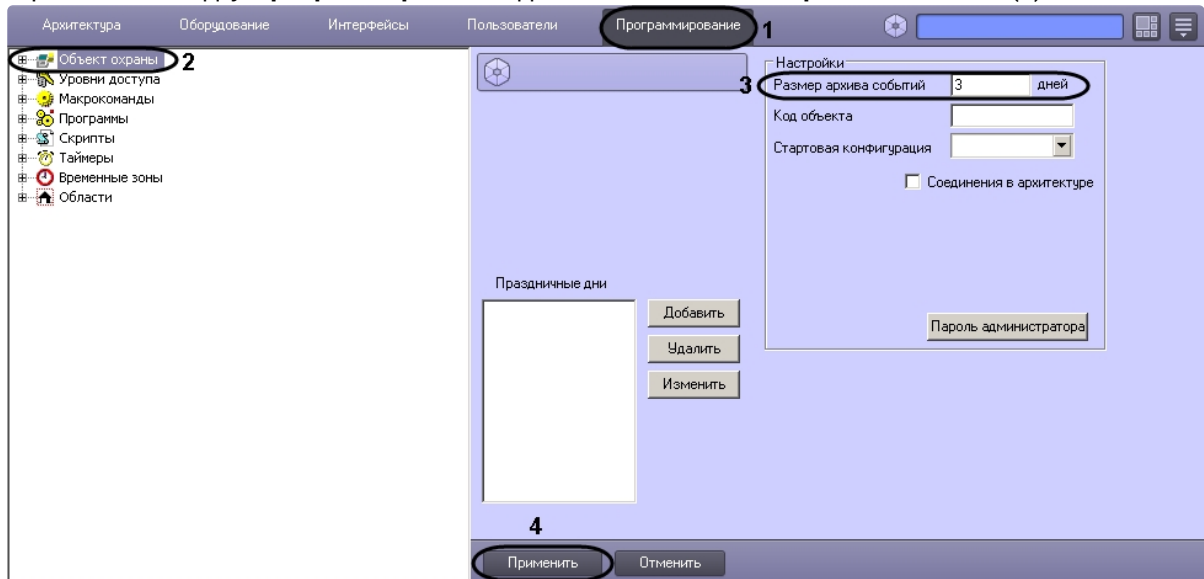 Архитектура Оборудование Интерфейсы Пользователи Программирование 1
Объект охраны 2
Уровни доступа
Макрокоманды
Программы
Скрипты
Таймеры
Временные зоны
Области
Настройки
3 Размер архива событий 3 дней
Код объекта
Стартовая конфигурация
Соединения в архитектуре
Пароль администратора
Праздничные дни
Добавить
Удалить
Изменить
4
Применить Отменить